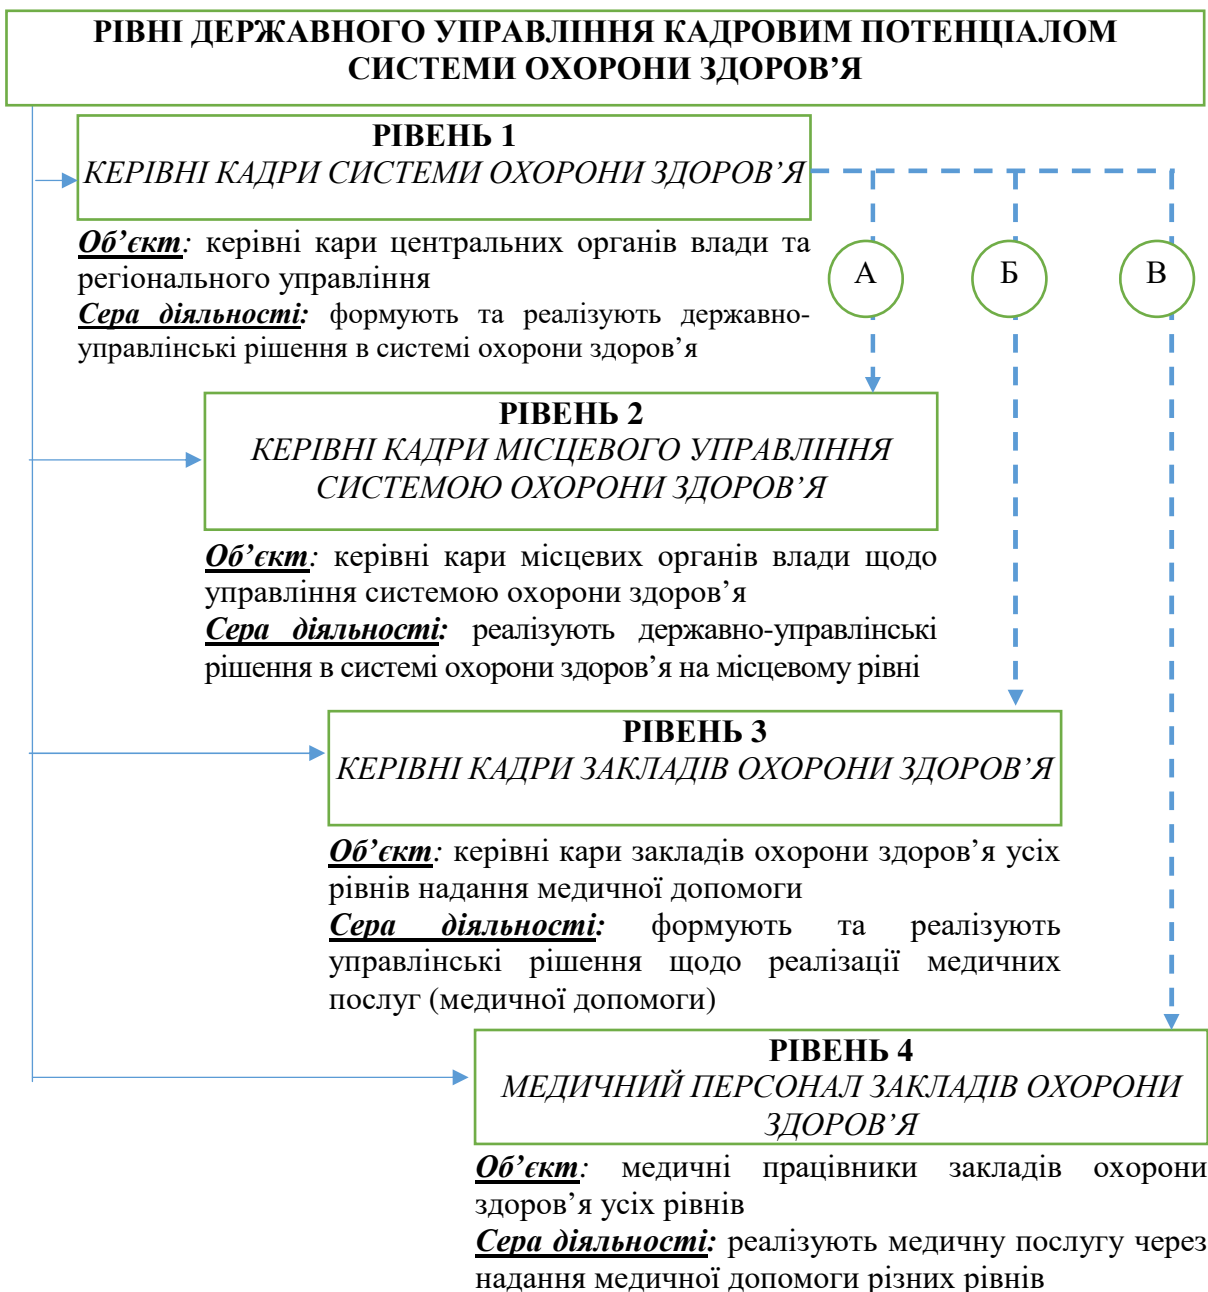 РІВНІ ДЕРЖАВНОГО УПРАВЛІННЯ КАДРОВИМ ПОТЕНЦІАЛОМ
СИСТЕМИ ОХОРОНИ ЗДОРОВ’Я
РІВЕНЬ 1
КЕРІВНІ КАДРИ СИСТЕМИ ОХОРОНИ ЗДОРОВ’Я
Об’єкт: керівні кари центральних органів влади та
регіонального управління
Сера діяльності: формують та реалізують державно-
управлінські рішення в системі охорони здоров’я
А
Б
В
РІВЕНЬ 2
КЕРІВНІ КАДРИ МІСЦЕВОГО УПРАВЛІННЯ
СИСТЕМОЮ ОХОРОНИ ЗДОРОВ’Я
Об’єкт: керівні кари місцевих органів влади щодо
управління системою охорони здоров’я
Сера діяльності: реалізують державно-управлінські
рішення в системі охорони здоров’я на місцевому рівні
РІВЕНЬ 3
КЕРІВНІ КАДРИ ЗАКЛАДІВ ОХОРОНИ ЗДОРОВ’Я
Об’єкт: керівні кари закладів охорони здоров’я усіх
рівнів надання медичної допомоги
Сера діяльності: формують та реалізують
управлінські рішення щодо реалізації медичних
послуг (медичної допомоги)
РІВЕНЬ 4
МЕДИЧНИЙ ПЕРСОНАЛ ЗАКЛАДІВ ОХОРОНИ
ЗДОРОВ’Я
Об’єкт: медичні працівники закладів охорони
здоров’я усіх рівнів
Сера діяльності: реалізують медичну послугу через
надання медичної допомоги різних рівнів